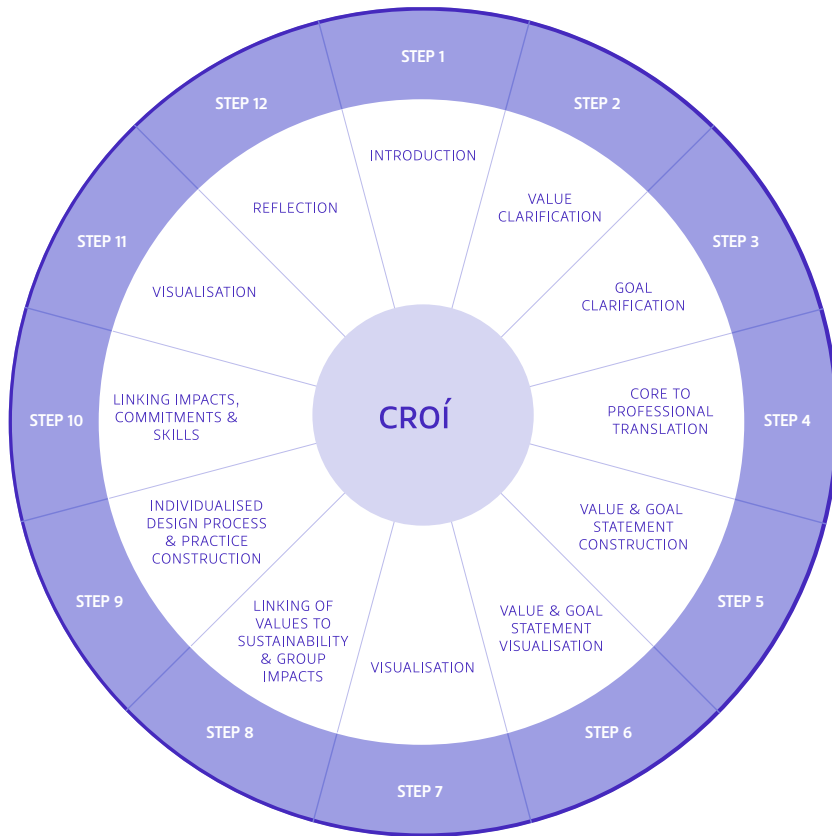 STEP 1
INTRODUCTION
STEP 2
VALUE
CLARIFICATION
STEP 3
GOAL
CLARIFICATION
STEP 4
CORE TO
PROFESSIONAL
TRANSLATION
STEP 5
VALUE & GOAL
STATEMENT
CONSTRUCTION
STEP 6
VALUE & GOAL
STATEMENT
VISUALISATION
STEP 7
VISUALISATION
STEP 8
LINKING OF
VALUES TO
SUSTAINABILITY
& GROUP
IMPACTS
STEP 9
INDIVIDUALISED
DESIGN PROCESS
& PRACTICE
CONSTRUCTION
STEP 10
LINKING IMPACTS,
COMMITMENTS &
SKILLS
STEP 11
VISUALISATION
STEP 12
REFLECTION
CROÍ